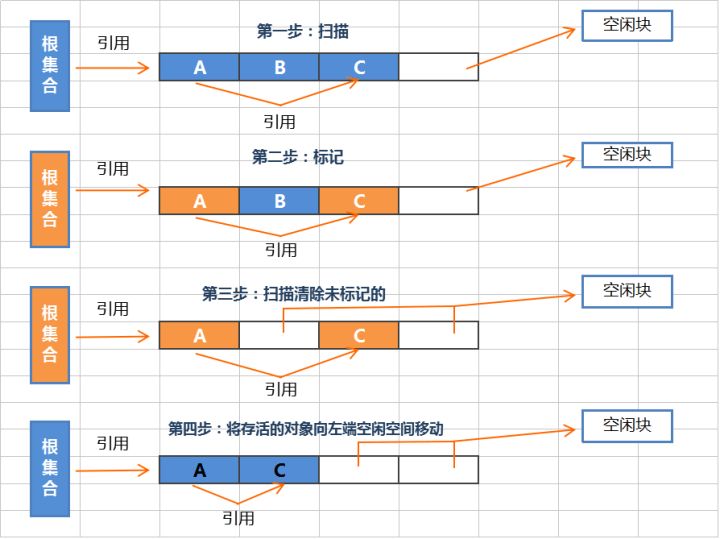 第一步：扫描
空闲块
根集合
引用
A B C
引用
第二步：标记
空闲块
根集合
引用
A B C
引用
第三步：扫描清除未标记的
空闲块
根集合
引用
A C
引用
第四步：将存活的对象向左端空闲空间移动
空闲块
根集合
引用
A C
引用